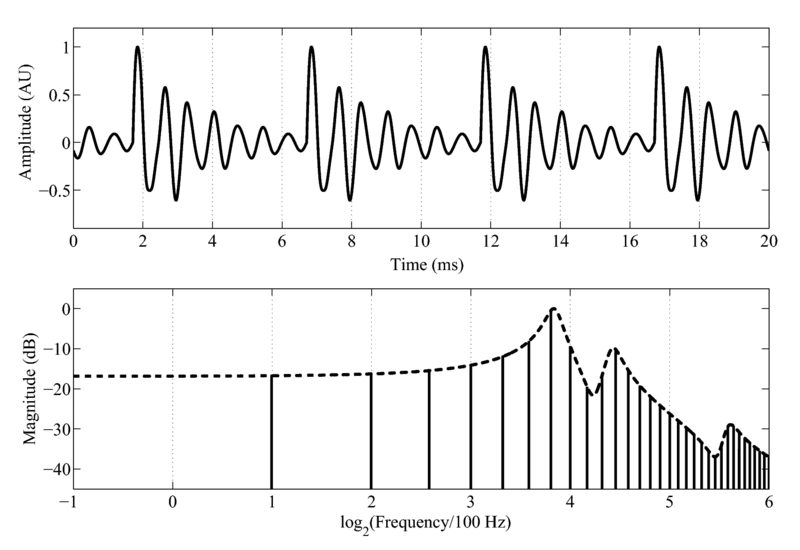 Amplitude (AU)
1
0.5
0
−0.5
0 2 4 6 8 10 12 14 16 18 20
Time (ms)
Magnitude (dB)
0
−10
−20
−30
−40
−1 0 1 2 3 4 5 6
log2(Frequency/100 Hz)